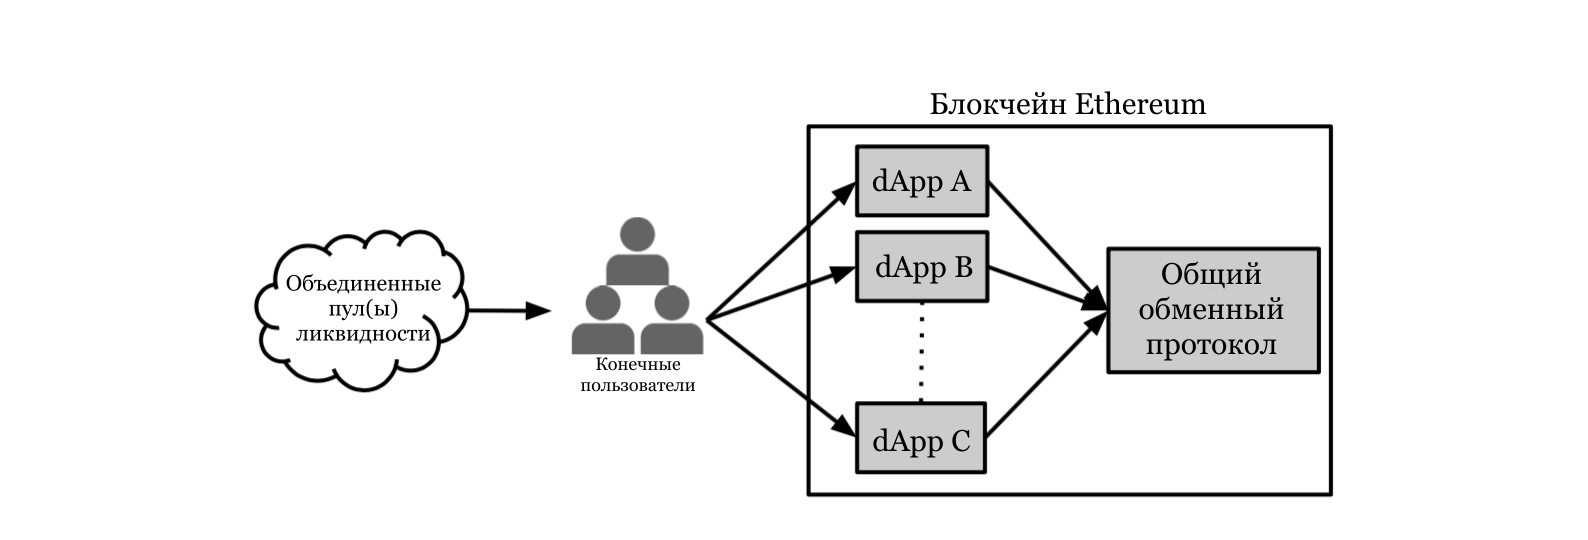 Блокчейн Ethereum
Объединенные
пул(ы)
ликвидности
Конечные
пользователи
dApp A
dApp B
dApp C
Общий
обменный
протокол